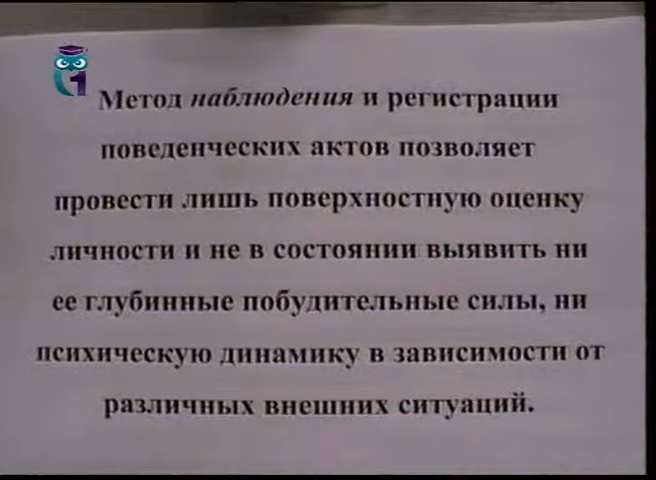 1
Метод наблюдения и регистрации
поведенческих актов позволяет
провести лишь поверхностную оценку
личности и не в состоянии выявить ни
ее глубинные побудительные силы, ни
психическую динамику в зависимости от
различных внешних ситуаций.